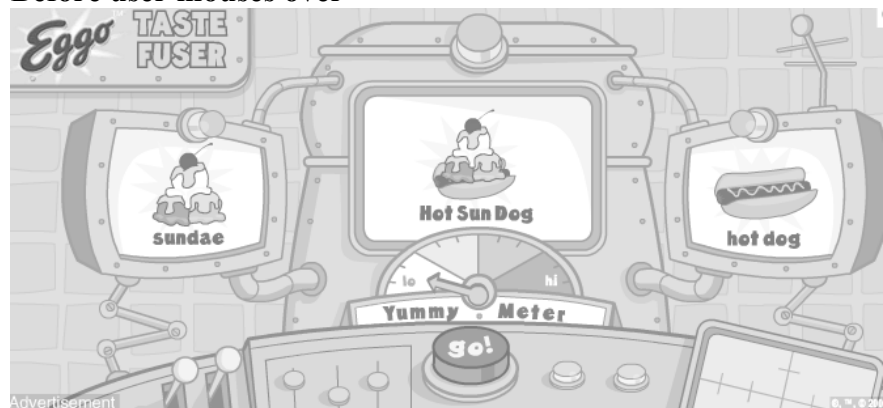 Before user mouses over
Eggo TASTE
FUSER
sundae
Hot Sun Dog
hot dog
lo
hi
Yummy Meter
go!
Advertisement